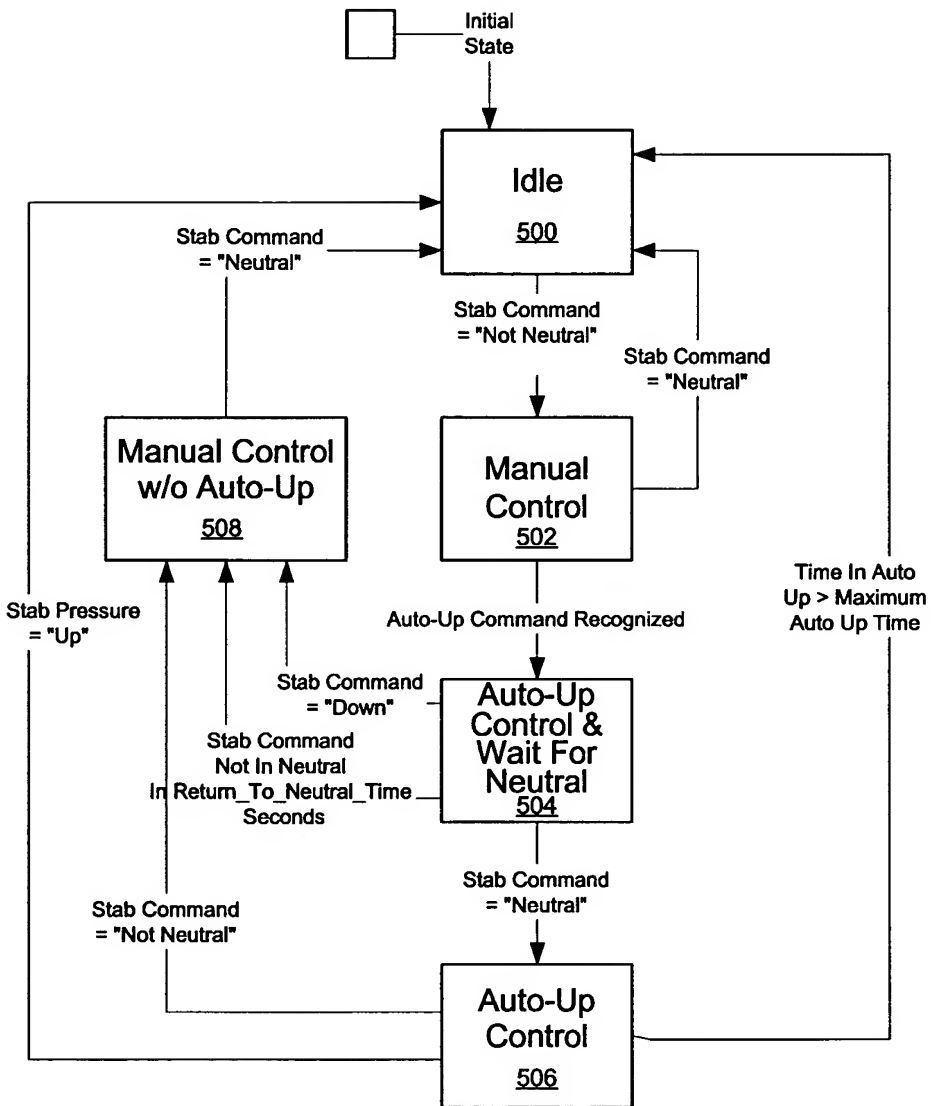 Initial
State
Idle
500
Stab Command
= "Neutral"
Stab Command
= "Not Neutral"
Stab Command
= "Neutral"
Manual Control
w/o Auto-Up
508
Manual
Control
502
Stab Pressure
= "Up"
Time In Auto
Up > Maximum
Auto Up Time
Auto-Up Command Recognized
Stab Command
= "Down"
Auto-Up
Control &
Wait For
Neutral
504
Stab Command
Not In Neutral
In Return_To_Neutral_Time
Seconds
Stab Command
= "Neutral"
Stab Command
= "Not Neutral"
Auto-Up
Control
506